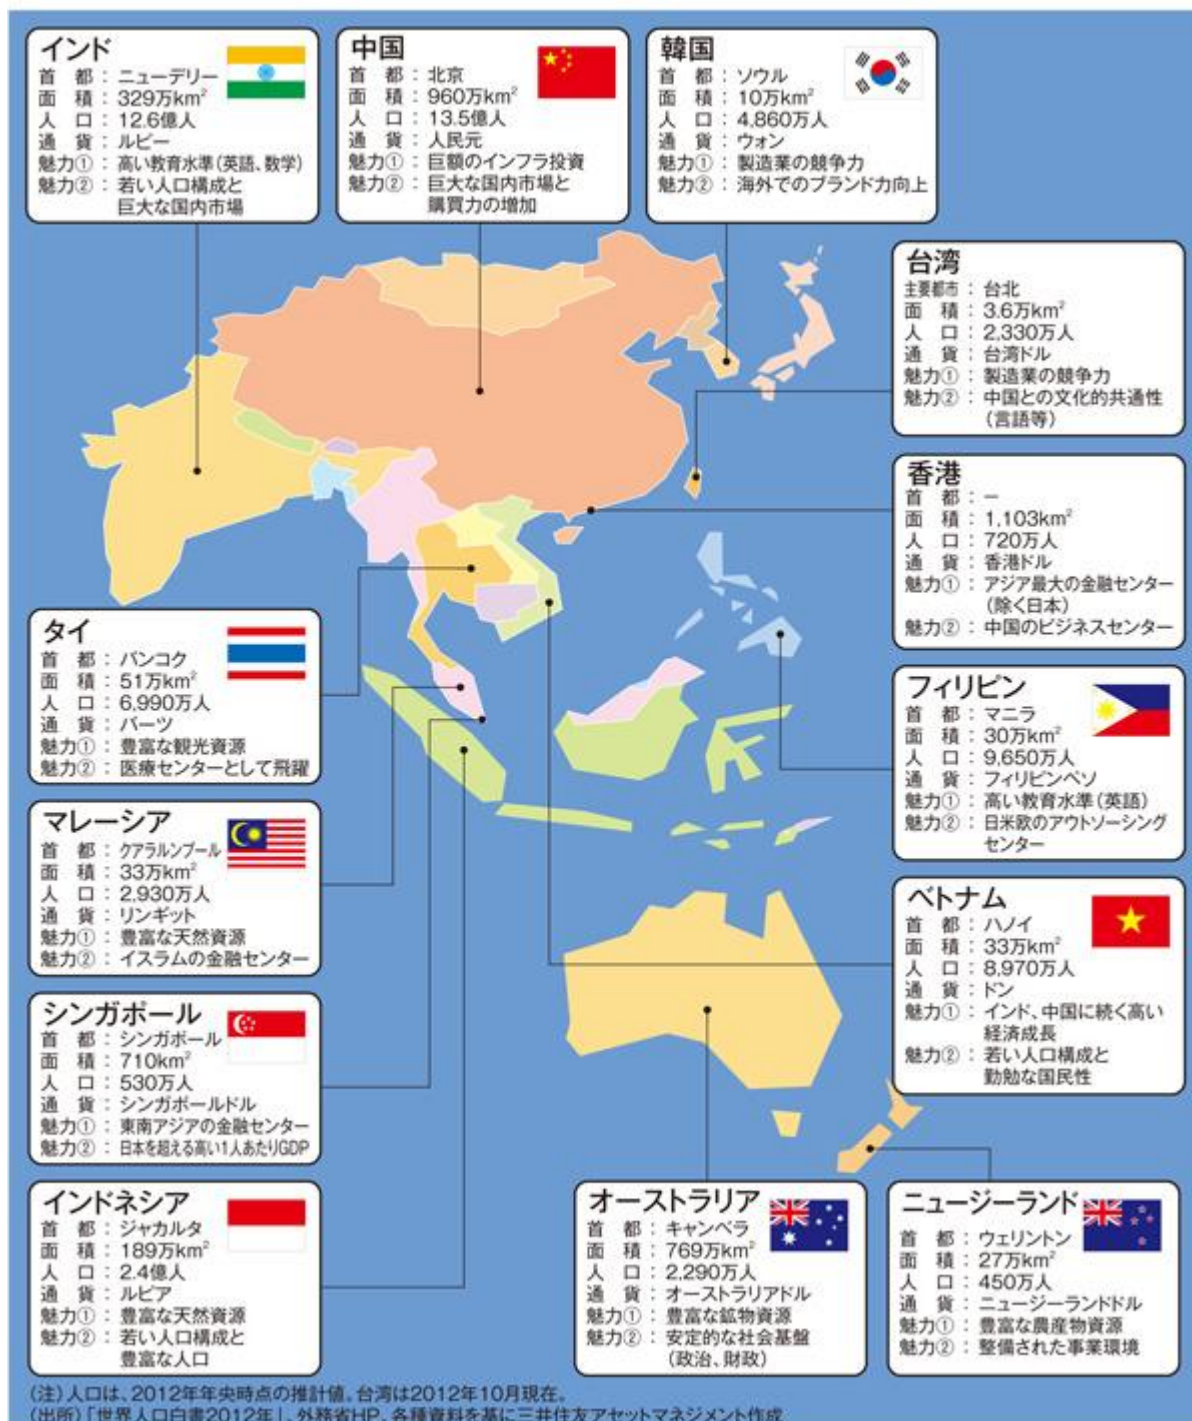 インド
首都：ニューデリー
面積：329万km²
人口：12.6億人
通貨：ルピー
魅力①：高い教育水準(英語、数学)
魅力②：若い人口構成と
巨大な国内市場
中国
首都：北京
面積：960万km²
人口：13.5億人
通貨：人民元
魅力①：巨額のインフラ投資
魅力②：巨大な国内市場と
購買力の増加
韓国
首都：ソウル
面積：10万km²
人口：4,860万人
通貨：ウォン
魅力①：製造業の競争力
魅力②：海外でのブランド力向上
台湾
主要都市：台北
面積：3.6万km²
人口：2,330万人
通貨：台湾ドル
魅力①：製造業の競争力
魅力②：中国との文化的共通性
(言語等)
香港
首都：－
面積：1,103km²
人口：720万人
通貨：香港ドル
魅力①：アジア最大の金融センター
(除く日本)
魅力②：中国のビジネスセンター
タイ
首都：バンコク
面積：51万km²
人口：6,990万人
通貨：バーツ
魅力①：豊富な観光資源
魅力②：医療センターとして飛躍
フィリピン
首都：マニラ
面積：30万km²
人口：9,650万人
通貨：フィリピンペソ
魅力①：高い教育水準(英語)
魅力②：日米欧のアウトソーシング
センター
マレーシア
首都：クアラルンプール
面積：33万km²
人口：2,930万人
通貨：リンギット
魅力①：豊富な天然資源
魅力②：イスラムの金融センター
ベトナム
首都：ハノイ
面積：33万km²
人口：8,970万人
通貨：ドン
魅力①：インド、中国に続く高い
経済成長
魅力②：若い人口構成と
勤勉な国民性
シンガポール
首都：シンガポール
面積：710km²
人口：530万人
通貨：シンガポールドル
魅力①：東南アジアの金融センター
魅力②：日本を超える高い1人あたりGDP
インドネシア
首都：ジャカルタ
面積：189万km²
人口：2.4億人
通貨：ルピア
魅力①：豊富な天然資源
魅力②：若い人口構成と
豊富な人口
オーストラリア
首都：キャンベラ
面積：769万km²
人口：2,290万人
通貨：オーストラリアドル
魅力①：豊富な鉱物資源
魅力②：安定的な社会基盤
(政治、財政)
ニュージーランド
首都：ウェリントン
面積：27万km²
人口：450万人
通貨：ニュージーランドドル
魅力①：豊富な農産物資源
魅力②：整備された事業環境
(注)人口は、2012年年央時点の推計値。台湾は2012年10月現在。
(出所)「世界人口白書2012年」、外務省HP、各種資料を基に三井住友アセットマネジメント作成